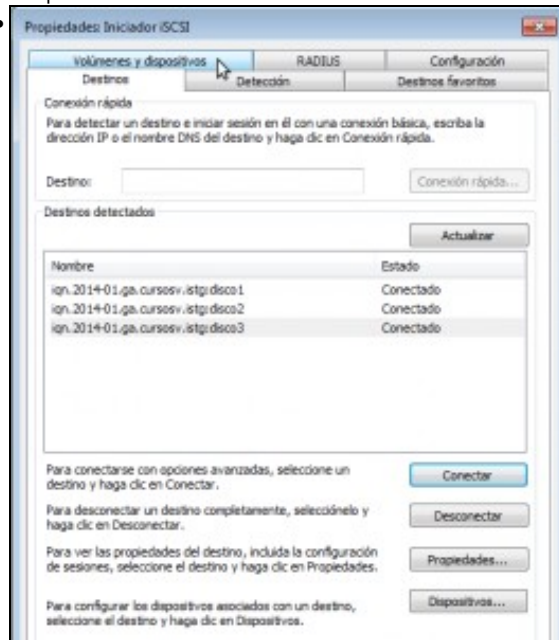 Propiedades: Iniciador iSCSI
Volúmenes y dispositivos RADIUS Configuración
Destinos Detección Destinos favoritos
Conexión rápida
Para detectar un destino e iniciar sesión en él con una conexión básica, escriba la
dirección IP o el nombre DNS del destino y haga clic en Conexión rápida.
Destino: Conexión rápida...
Destinos detectados
Actualizar
Nombre Estado
iqn.2014-01.ga.cursosv.istg:disco1 Conectado
iqn.2014-01.ga.cursosv.istg:disco2 Conectado
iqn.2014-01.ga.cursosv.istg:disco3 Conectado
Para conectarse con opciones avanzadas, seleccione un
destino y haga clic en Conectar.
Conectar
Para desconectar un destino completamente, selecciónelo y
haga clic en Desconectar.
Desconectar
Para ver las propiedades del destino, incluida la configuración
de sesiones, seleccione el destino y haga clic en Propiedades.
Propiedades...
Para configurar los dispositivos asociados con un destino,
seleccione el destino y haga clic en Dispositivos.
Dispositivos...